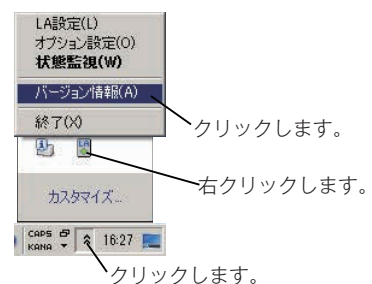 LA設定(L)
オプション設定(O)
状態監視(W)
バージョン情報(A)
終了(X)
クリックします。
LA
右クリックします。
カスタマイズ...
CAPS
KANA
16:27
クリックします。